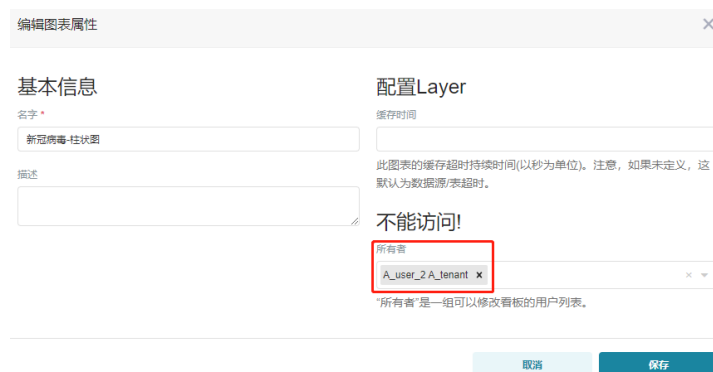 编辑图表属性
基本信息
名字 *
新冠病毒-柱状图
描述
配置Layer
缓存时间
此图表的缓存超时持续时间(以秒为单位)。注意，如果未定义，这
默认为数据源/表超时。
不能访问!
所有者
A_user_2 A_tenant ×
“所有者”是一组可以修改看板的用户列表。
取消
保存